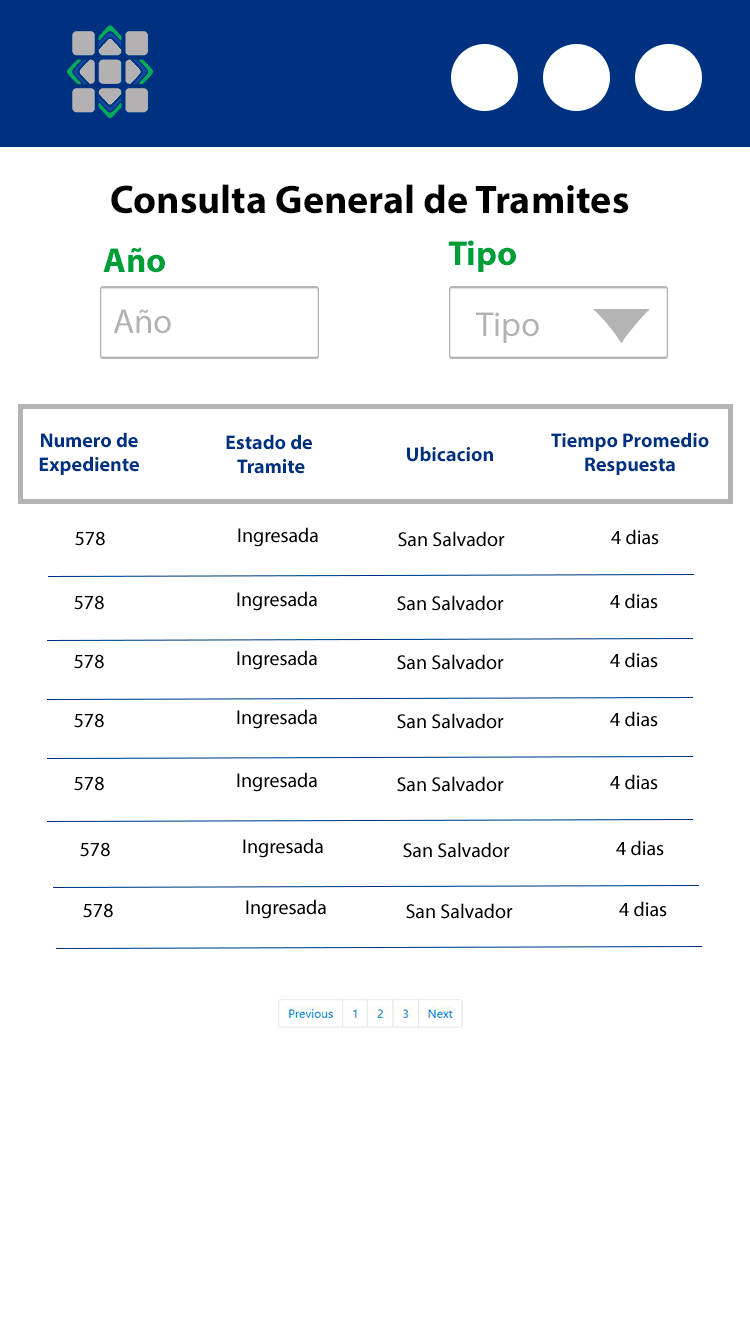 Consulta General de Tramites
Año
Tipo
Año
Tipo
Numero de
Expediente
Estado de
Tramite
Ubicacion
Tiempo Promedio
Respuesta
578 Ingresada San Salvador 4 dias
578 Ingresada San Salvador 4 dias
578 Ingresada San Salvador 4 dias
578 Ingresada San Salvador 4 dias
578 Ingresada San Salvador 4 dias
578 Ingresada San Salvador 4 dias
578 Ingresada San Salvador 4 dias
Previous 1 2 3 Next